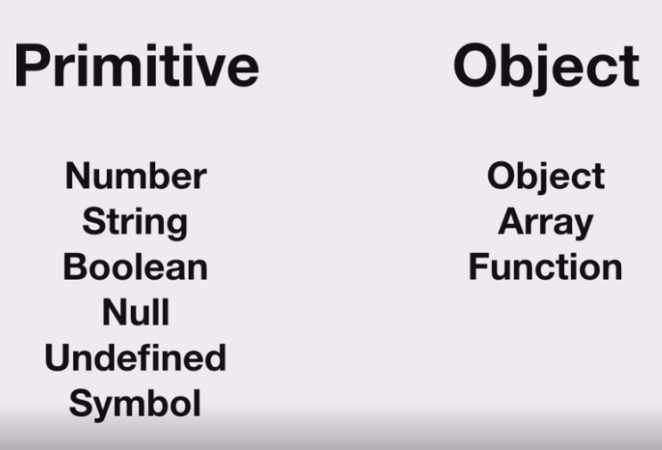 Primitive
Number
String
Boolean
Null
Undefined
Symbol
Object
Object
Array
Function